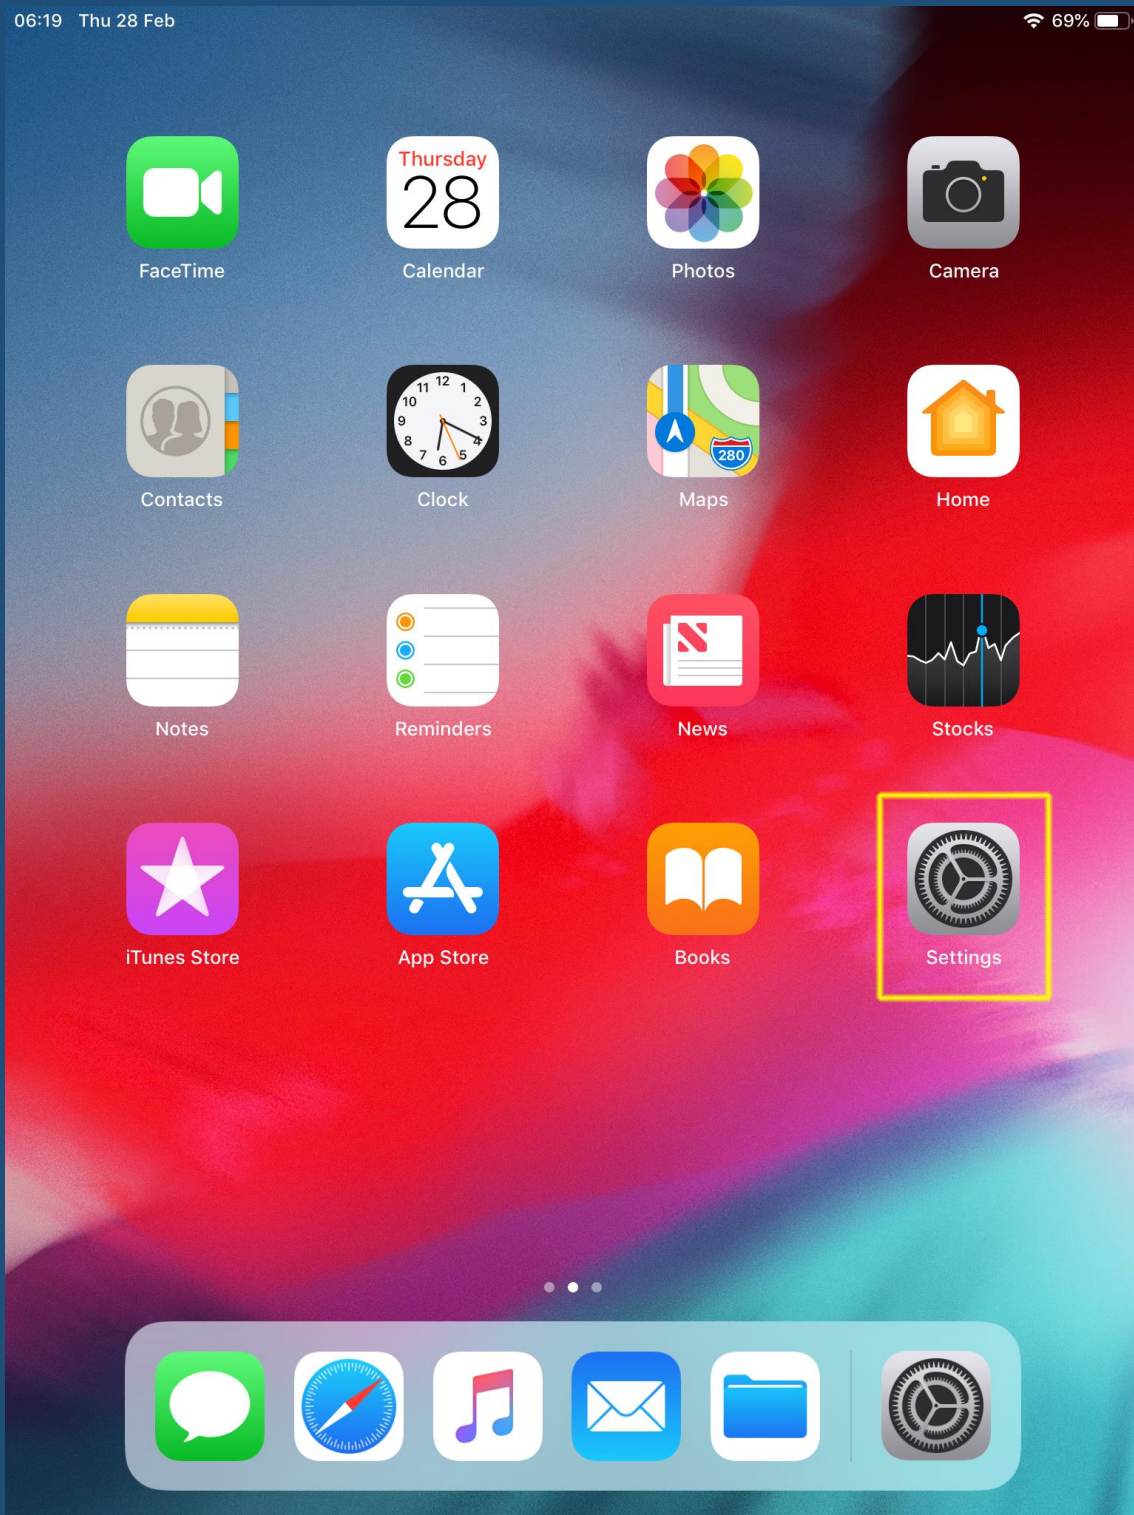 06:19 Thu 28 Feb 69%
Thursday
28
FaceTime Calendar Photos Camera
12
11 1
10 2
9 3
8 4
7 5
6
280
Contacts Clock Maps Home
Notes Reminders News Stocks
iTunes Store App Store Books Settings